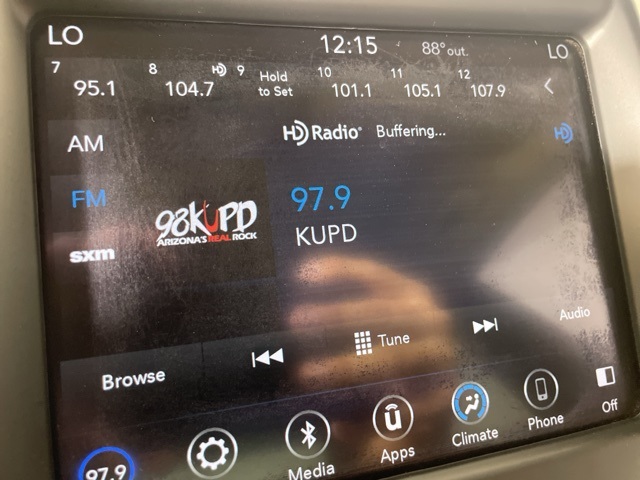 LO 12:15 88° out. LO
7 95.1 8 104.7 HD 9 Hold to Set 10 101.1 11 105.1 12 107.9
AM
HD Radio® Buffering...
HD
FM
97.9
98KUPD
ARIZONA'S REAL ROCK
KUPD
sxm
Tune
Audio
Browse
97.9
Media
Apps
Climate
Phone
Off